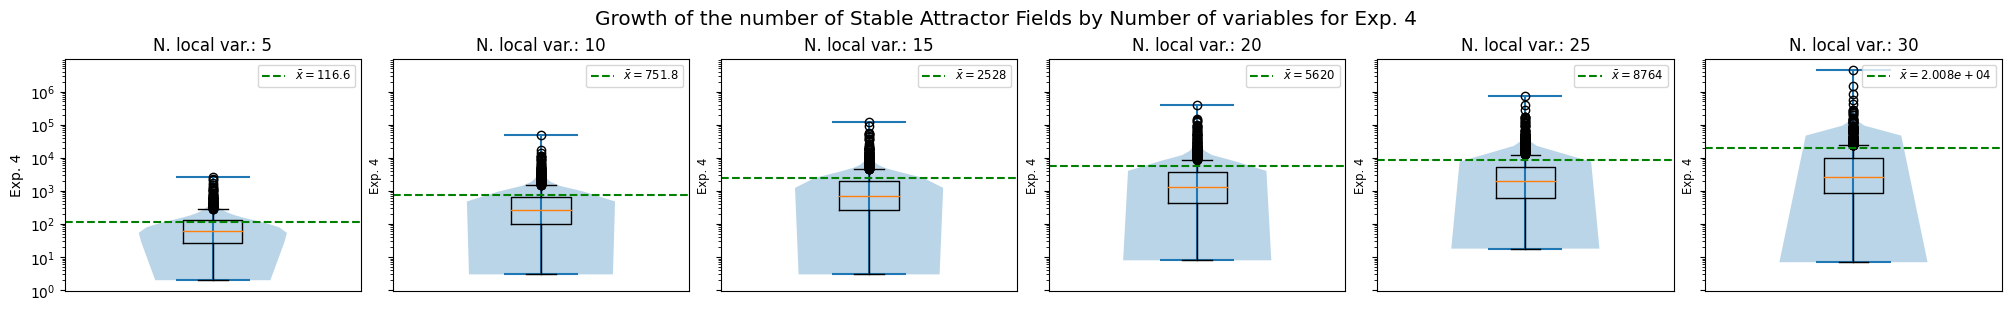 Growth of the number of Stable Attractor Fields by Number of variables for Exp. 4
N. local var.: 5
N. local var.: 10
N. local var.: 15
N. local var.: 20
N. local var.: 25
N. local var.: 30
x̄ = 116.6
x̄ = 751.8
x̄ = 2528
x̄ = 5620
x̄ = 8764
x̄ = 2.008e + 04
10⁶
10⁵
10⁴
10³
10²
10¹
10⁰
Exp. 4
Exp. 4
Exp. 4
Exp. 4
Exp. 4
Exp. 4